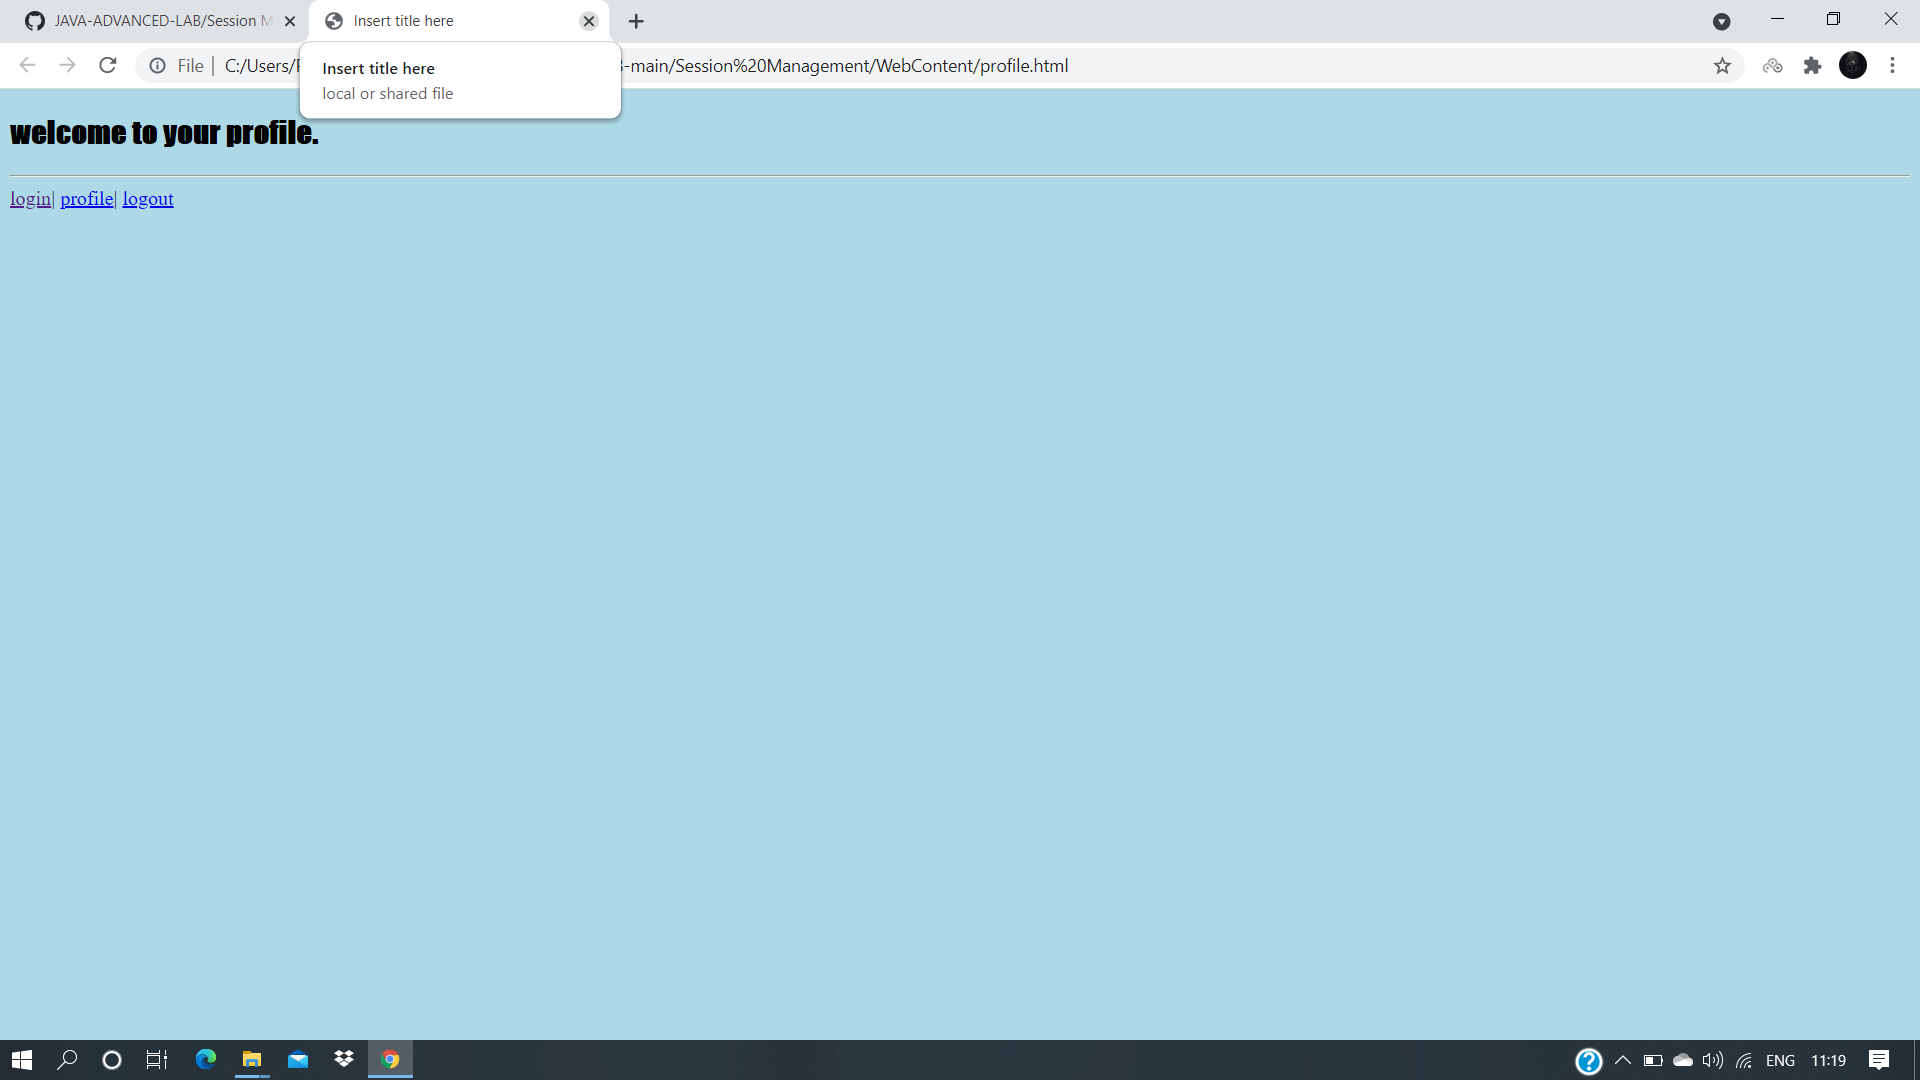 JAVA-ADVANCED-LAB/Session M
Insert title here
File
C:/Users/
-main/Session%20Management/WebContent/profile.html
Insert title here
local or shared file
welcome to your profile.
login| profile| logout
ENG
11:19